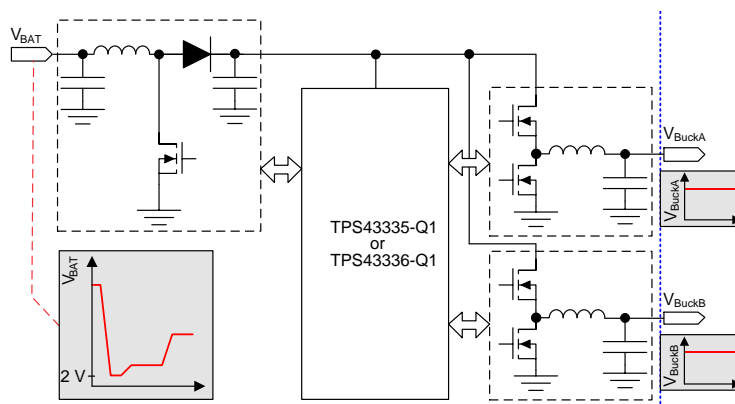 VBAT
TPS43335-Q1
or
TPS43336-Q1
VBuckA
VBuckA
VBuckB
VBuckB
VBAT
2 V